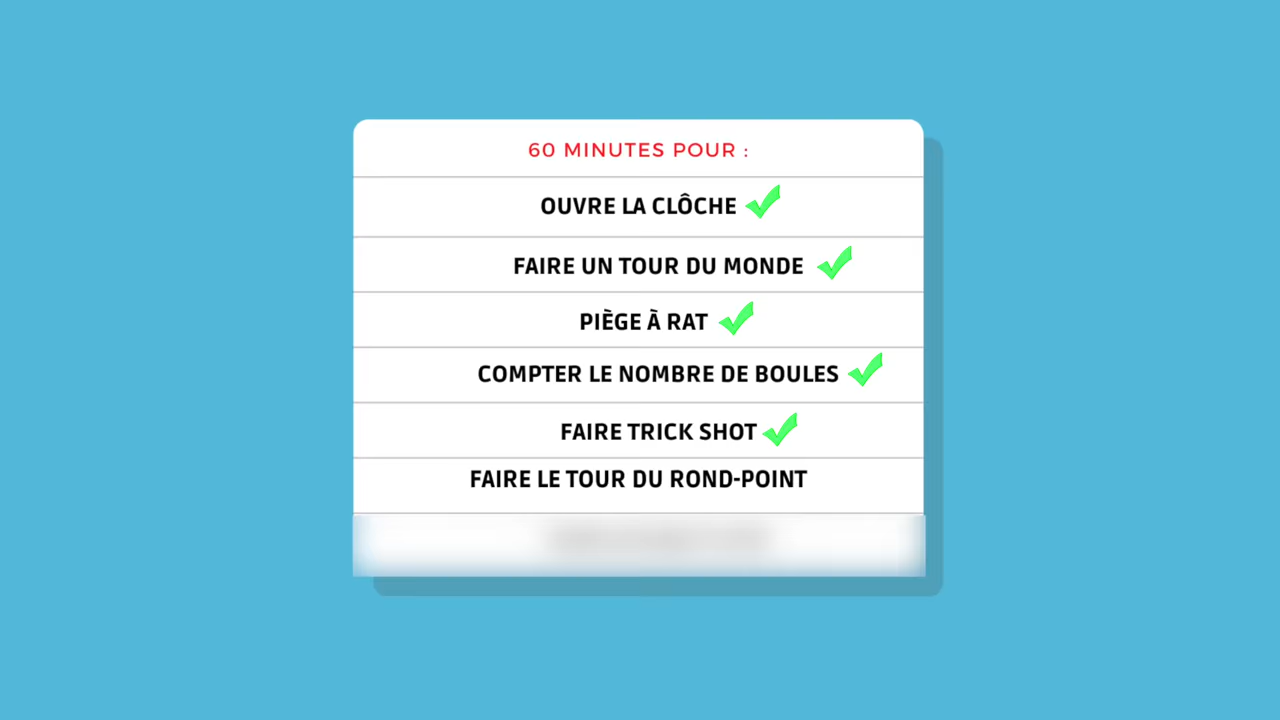 60 MINUTES POUR :
OUVRE LA CLÔCHE
FAIRE UN TOUR DU MONDE
PIÈGE À RAT
COMPTER LE NOMBRE DE BOULES
FAIRE TRICK SHOT
FAIRE LE TOUR DU ROND-POINT